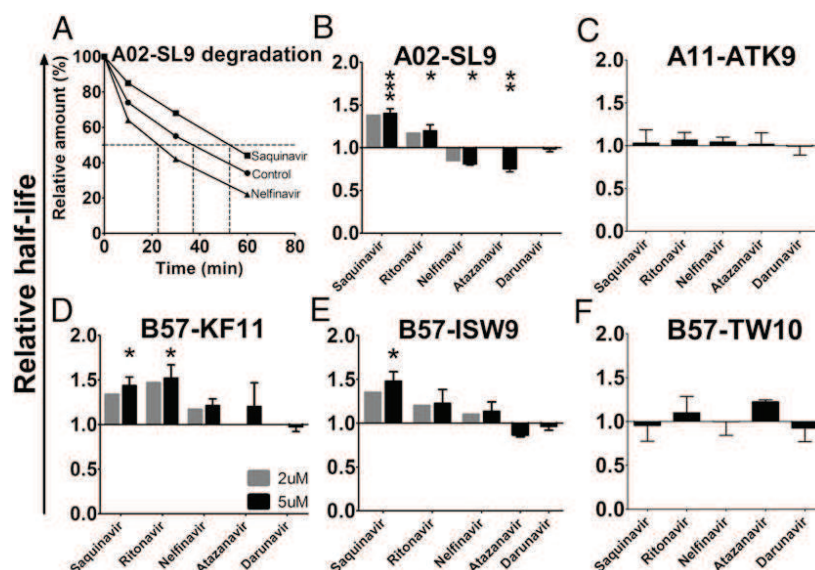 Relative half-life
A
A02-SL9 degradation
Relative amount (%)
100
80
60
40
20
0
Saquinavir
Control
Nelfinavir
0 20 40 60 80
Time (min)
B
A02-SL9
2.0
1.5
1.0
0.5
0.0
*** * * **
Saquinavir
Ritonavir
Nelfinavir
Atazanavir
Darunavir
C
A11-ATK9
2.0
1.5
1.0
0.5
0.0
Saquinavir
Ritonavir
Nelfinavir
Atazanavir
Darunavir
D
B57-KF11
2.0
1.5
1.0
0.5
0.0
* *
2uM
5uM
Saquinavir
Ritonavir
Nelfinavir
Atazanavir
Darunavir
E
B57-ISW9
2.0
1.5
1.0
0.5
0.0
*
Saquinavir
Ritonavir
Nelfinavir
Atazanavir
Darunavir
F
B57-TW10
2.0
1.5
1.0
0.5
0.0
Saquinavir
Ritonavir
Nelfinavir
Atazanavir
Darunavir